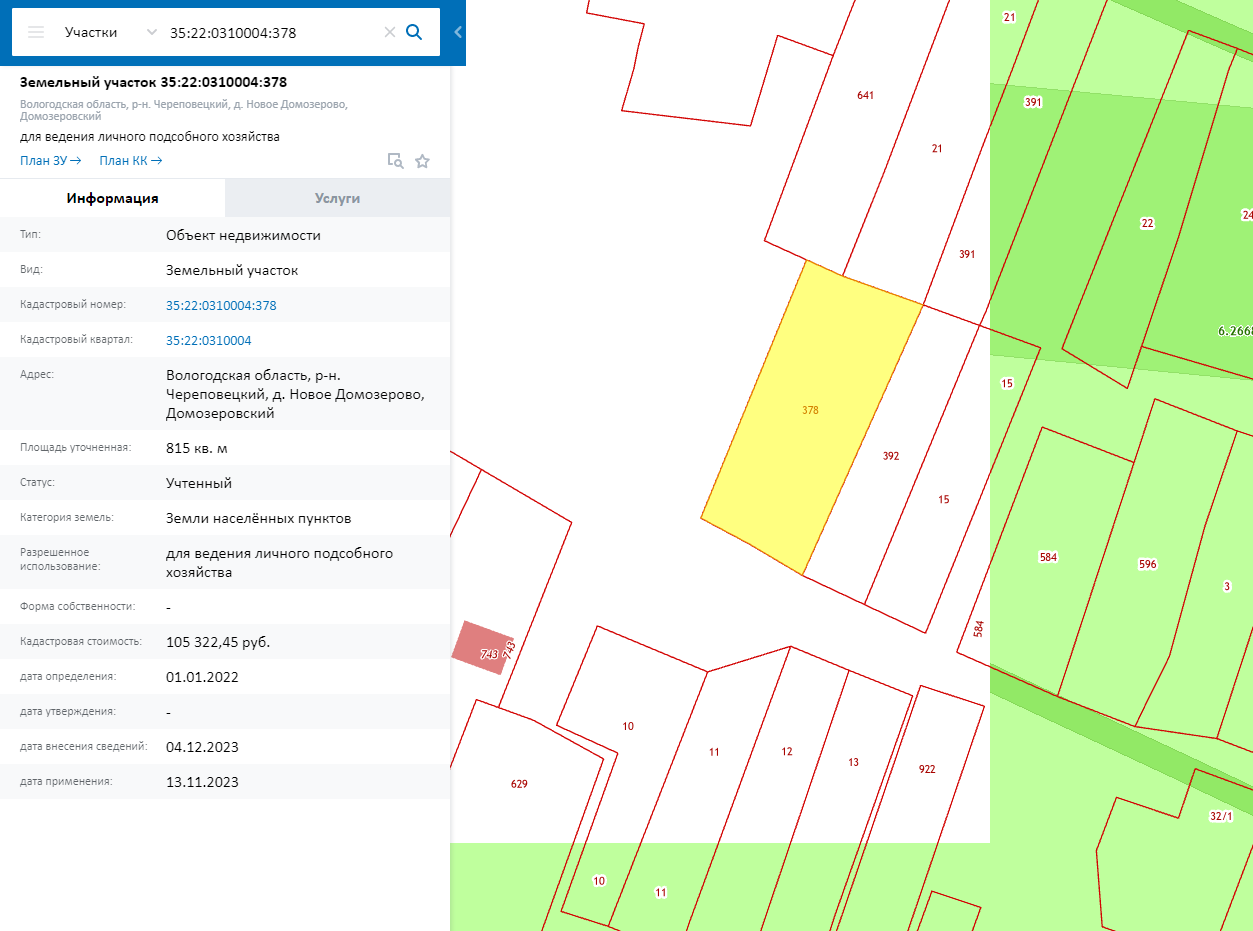 Участки
35:22:0310004:378
Земельный участок 35:22:0310004:378
Вологодская область, р-н. Череповецкий, д. Новое Домозерово,
Домозеровский
для ведения личного подсобного хозяйства
План ЗУ →
План КК →
Информация
Услуги
Тип:
Объект недвижимости
Вид:
Земельный участок
Кадастровый номер:
35:22:0310004:378
Кадастровый квартал:
35:22:0310004
Адрес:
Вологодская область, р-н.
Череповецкий, д. Новое Домозерово,
Домозеровский
Площадь уточненная:
815 кв. м
Статус:
Учтенный
Категория земель:
Земли населённых пунктов
Разрешенное
использование:
для ведения личного подсобного
хозяйства
Форма собственности:
-
Кадастровая стоимость:
105 322,45 руб.
дата определения:
01.01.2022
дата утверждения:
-
дата внесения сведений:
04.12.2023
дата применения:
13.11.2023
21
641
391
21
22
24
391
6.2668
15
378
392
15
584
596
3
584
743
743
10
11
12
13
922
629
32/1
10
11